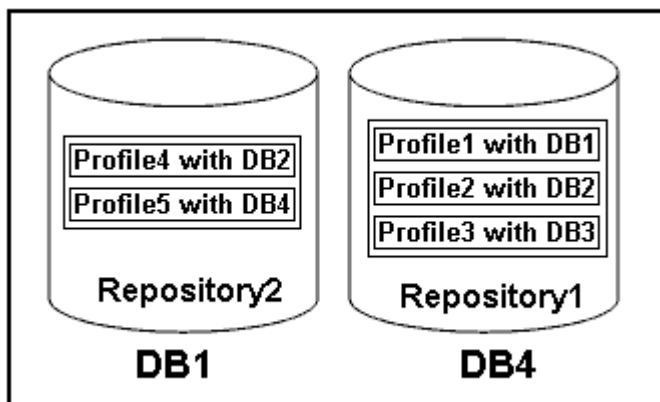 Profile4 with DB2
Profile5 with DB4
Repository2
DB1
Profile1 with DB1
Profile2 with DB2
Profile3 with DB3
Repository1
DB4